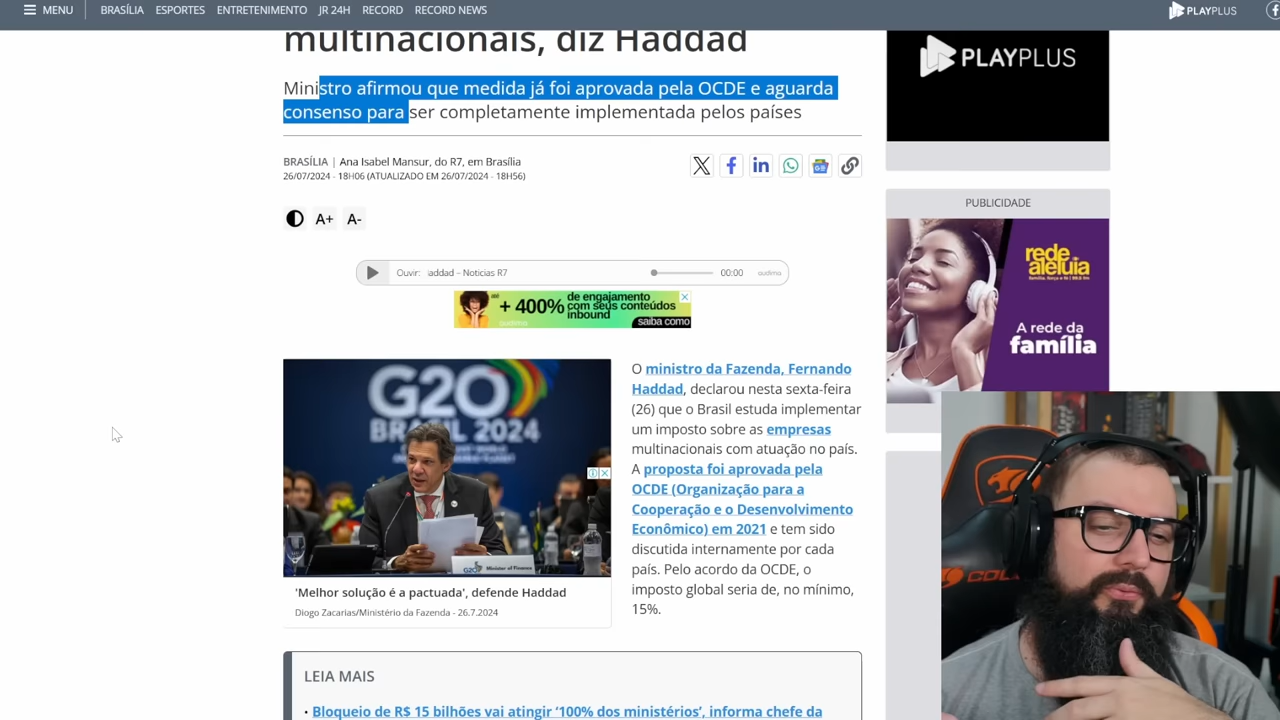 MENU
BRASÍLIA ESPORTES ENTRETENIMENTO JR 24H RECORD RECORD NEWS
PLAYPLUS
multinacionais, diz Haddad
Ministro afirmou que medida já foi aprovada pela OCDE e aguarda
consenso para ser completamente implementada pelos países
BRASÍLIA | Ana Isabel Mansur, do R7, em Brasília
26/07/2024 - 18H06 (ATUALIZADO EM 26/07/2024 - 18H56)
A+ A-
Ouvir: addad – Noticias R7 00:00 audima
até + 400% de engajamento
com seus conteúdos
inbound
audima
saiba como
G20
BRASIL 2024
Minister of Finance
'Melhor solução é a pactuada', defende Haddad
Diogo Zacarias/Ministério da Fazenda - 26.7.2024
O ministro da Fazenda, Fernando
Haddad, declarou nesta sexta-feira
(26) que o Brasil estuda implementar
um imposto sobre as empresas
multinacionais com atuação no país.
A proposta foi aprovada pela
OCDE (Organização para a
Cooperação e o Desenvolvimento
Econômico) em 2021 e tem sido
discutida internamente por cada
país. Pelo acordo da OCDE, o
imposto global seria de, no mínimo,
15%.
LEIA MAIS
• Bloqueio de R$ 15 bilhões vai atingir ‘100% dos ministérios’, informa chefe da
PLAYPLUS
PUBLICIDADE
rede
aleluia
A rede da
família